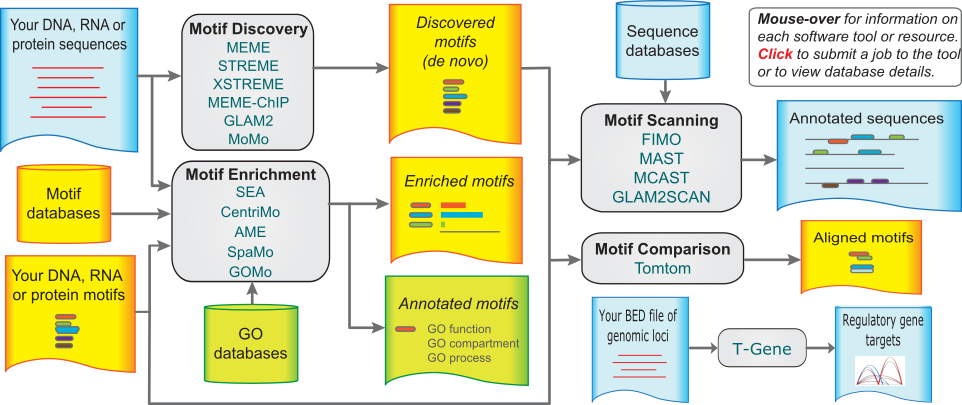 Your DNA, RNA or
protein sequences
Motif Discovery
MEME
STREME
XSTREME
MEME-ChIP
GLAM2
MoMo
Discovered
motifs
(de novo)
Sequence
databases
Mouse-over for information on
each software tool or resource.
Click to submit a job to the tool
or to view database details.
Motif Scanning
FIMO
MAST
MCAST
GLAM2SCAN
Annotated sequences
Motif
databases
Motif Enrichment
SEA
CentriMo
AME
SpaMo
GOMo
Enriched motifs
Your DNA, RNA
or protein motifs
Motif Comparison
Tomtom
Aligned motifs
GO
databases
Annotated motifs
GO function
GO compartment
GO process
Your BED file of
genomic loci
T-Gene
Regulatory gene
targets